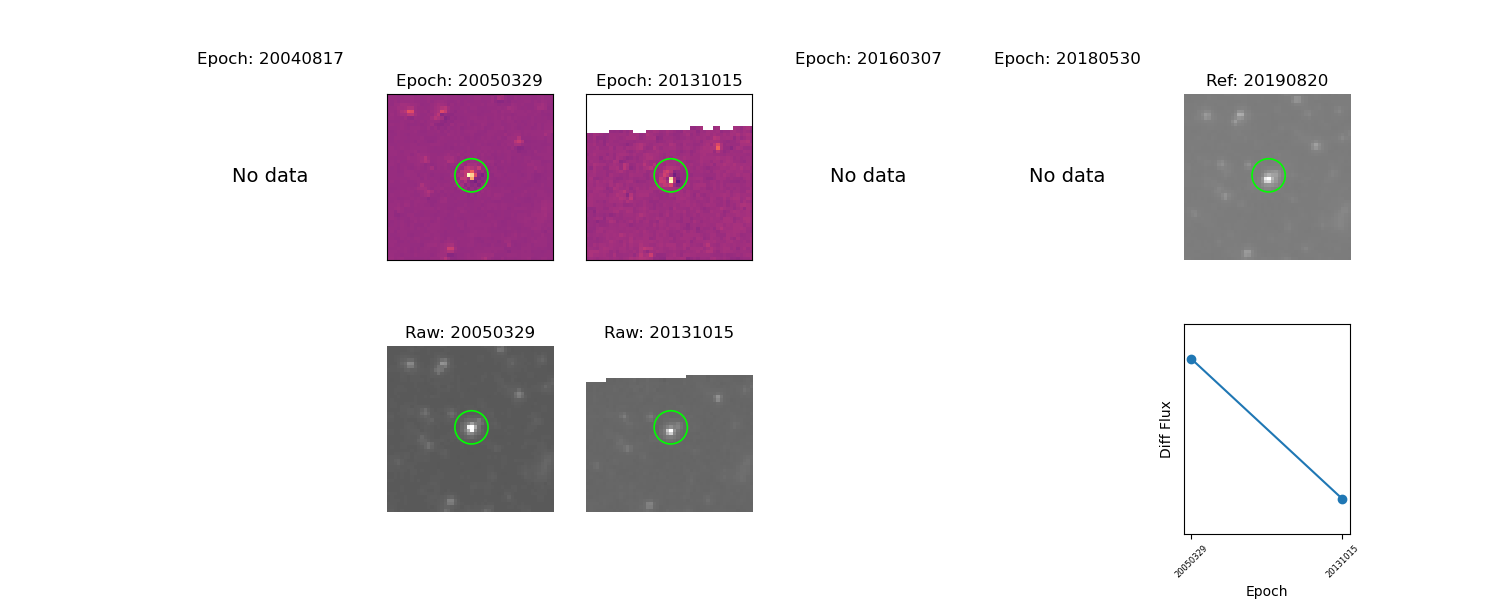 Epoch: 20040817
Epoch: 20050329
Epoch: 20131015
Epoch: 20160307
Epoch: 20180530
Ref: 20190820
No data
No data
No data
Raw: 20050329
Raw: 20131015
Diff Flux
20050329
20131015
Epoch